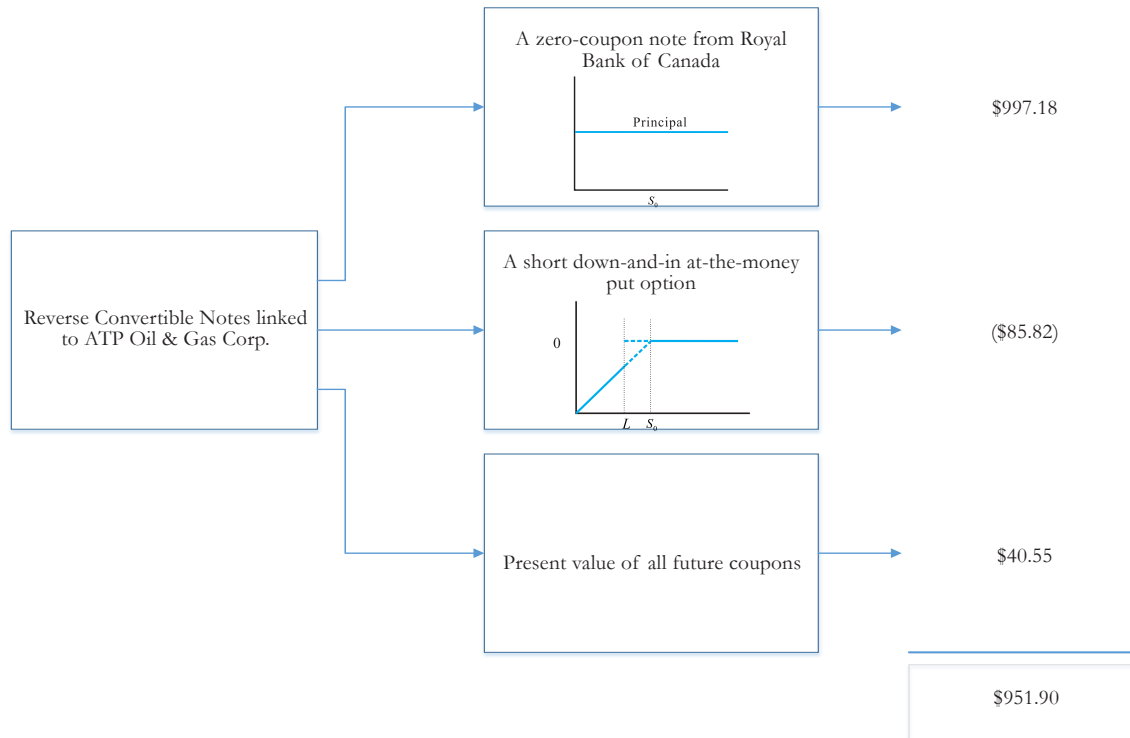 A zero-coupon note from Royal
Bank of Canada
Principal
S₀
$997.18
Reverse Convertible Notes linked
to ATP Oil & Gas Corp.
A short down-and-in at-the-money
put option
0
L S₀
($85.82)
Present value of all future coupons
$40.55
$951.90